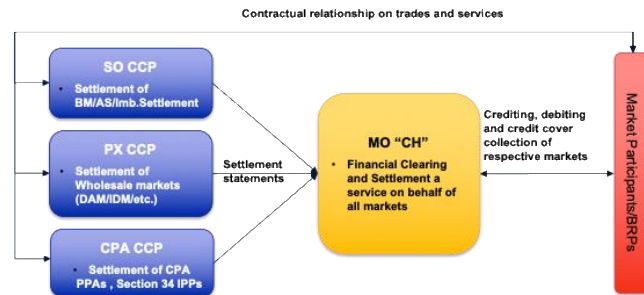 Contractual relationship on trades and services
SO CCP
• Settlement of
BM/AS/Imb.Settlement
PX CCP
• Settlement of
Wholesale markets
(DAM/IDM/etc.)
CPA CCP
• Settlement of CPA
PPAs , Section 34 IPPs
Settlement
statements
MO “CH”
• Financial Clearing
and Settlement a
service on behalf of
all markets
Crediting, debiting
and credit cover
collection of
respective markets
Market Participants/BRPs